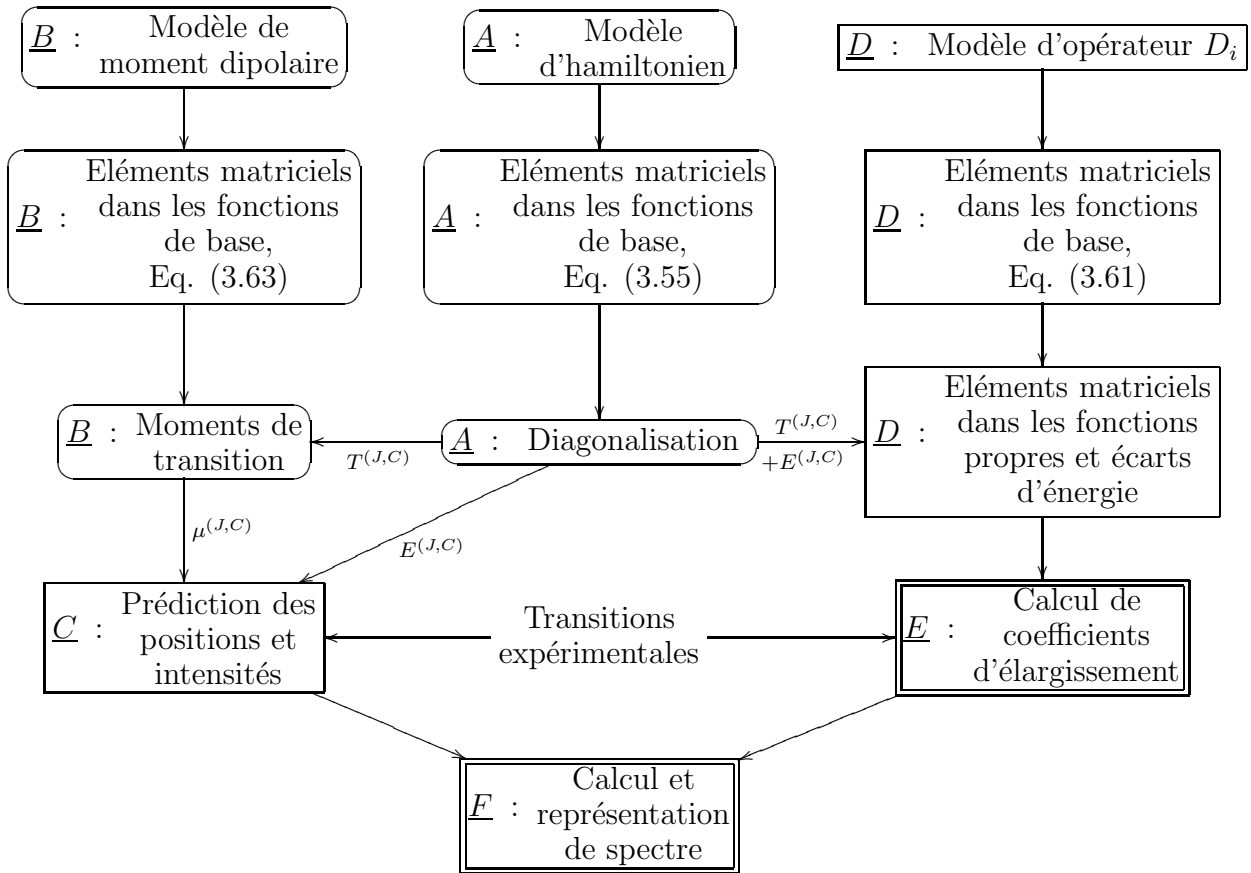 B : Modèle de
moment dipolaire
A : Modèle
d'hamiltonien
D : Modèle d'opérateur D_i
B : Eléments matriciels
dans les fonctions
de base,
Eq. (3.63)
A : Eléments matriciels
dans les fonctions
de base,
Eq. (3.55)
D : Eléments matriciels
dans les fonctions
de base,
Eq. (3.61)
B : Moments de
transition
T^(J,C)
A : Diagonalisation
T^(J,C)
+E^(J,C)
D : Eléments matriciels
dans les fonctions
propres et écarts
d'énergie
μ^(J,C)
E^(J,C)
C : Prédiction des
positions et
intensités
Transitions
expérimentales
E : Calcul de
coefficients
d'élargissement
F : Calcul et
représentation
de spectre